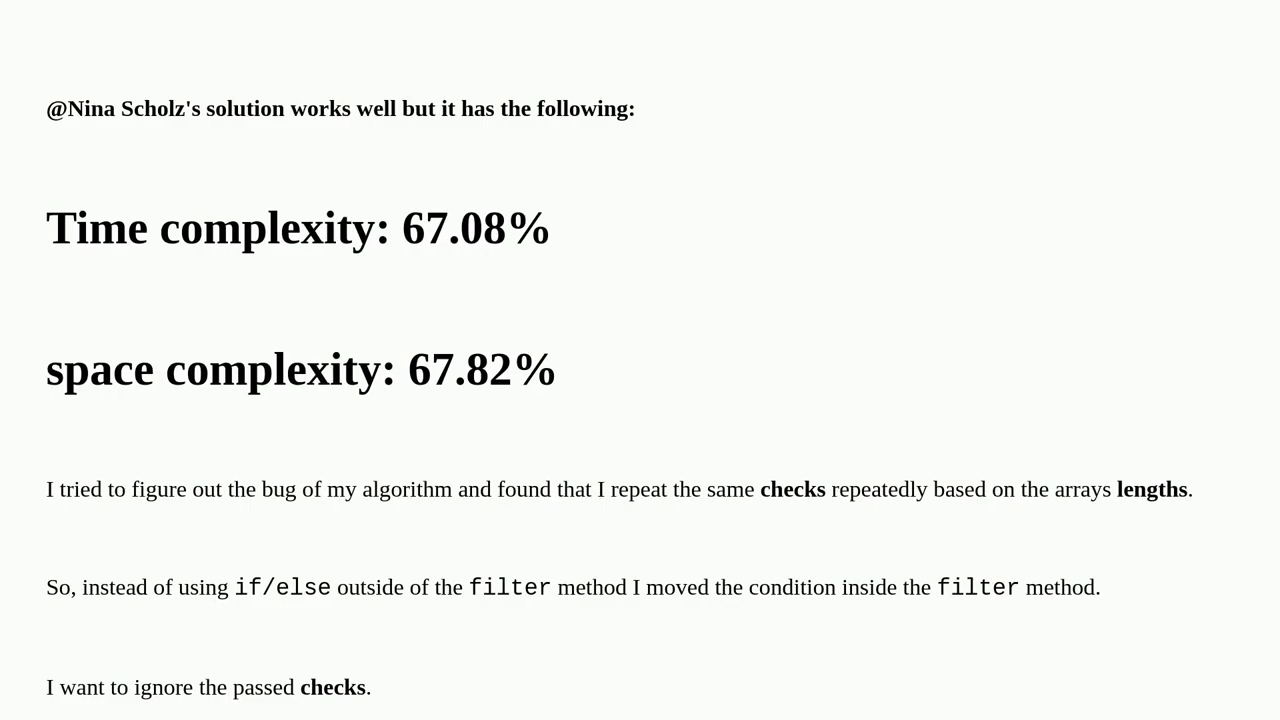 @Nina Scholz's solution works well but it has the following:
Time complexity: 67.08%
space complexity: 67.82%
I tried to figure out the bug of my algorithm and found that I repeat the same checks repeatedly based on the arrays lengths.
So, instead of using if/else outside of the filter method I moved the condition inside the filter method.
I want to ignore the passed checks.